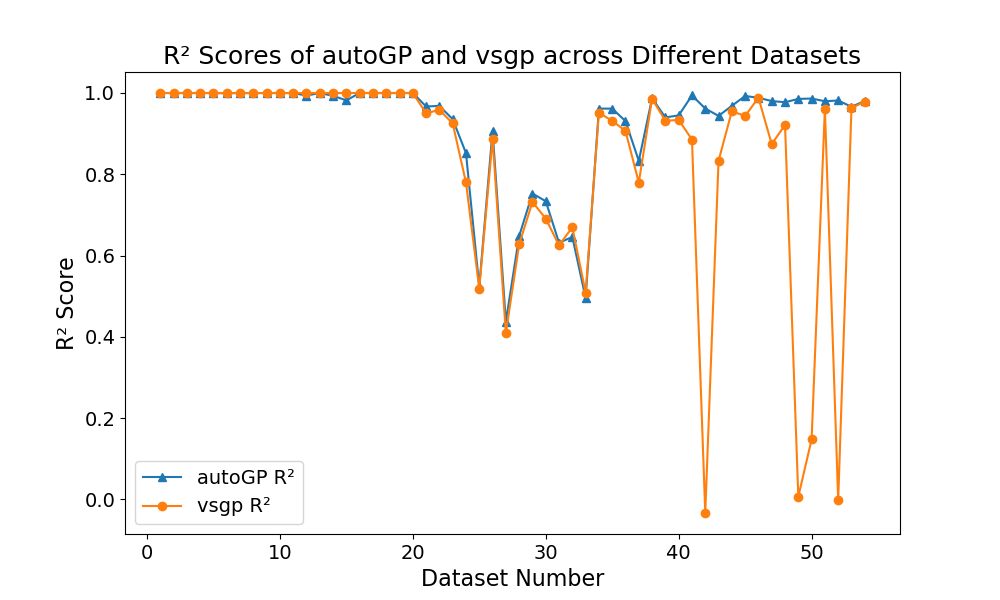 R² Scores of autoGP and vsgp across Different Datasets
R² Score
1.0
0.8
0.6
0.4
0.2
0.0
autoGP R²
vsgp R²
0 10 20 30 40 50
Dataset Number